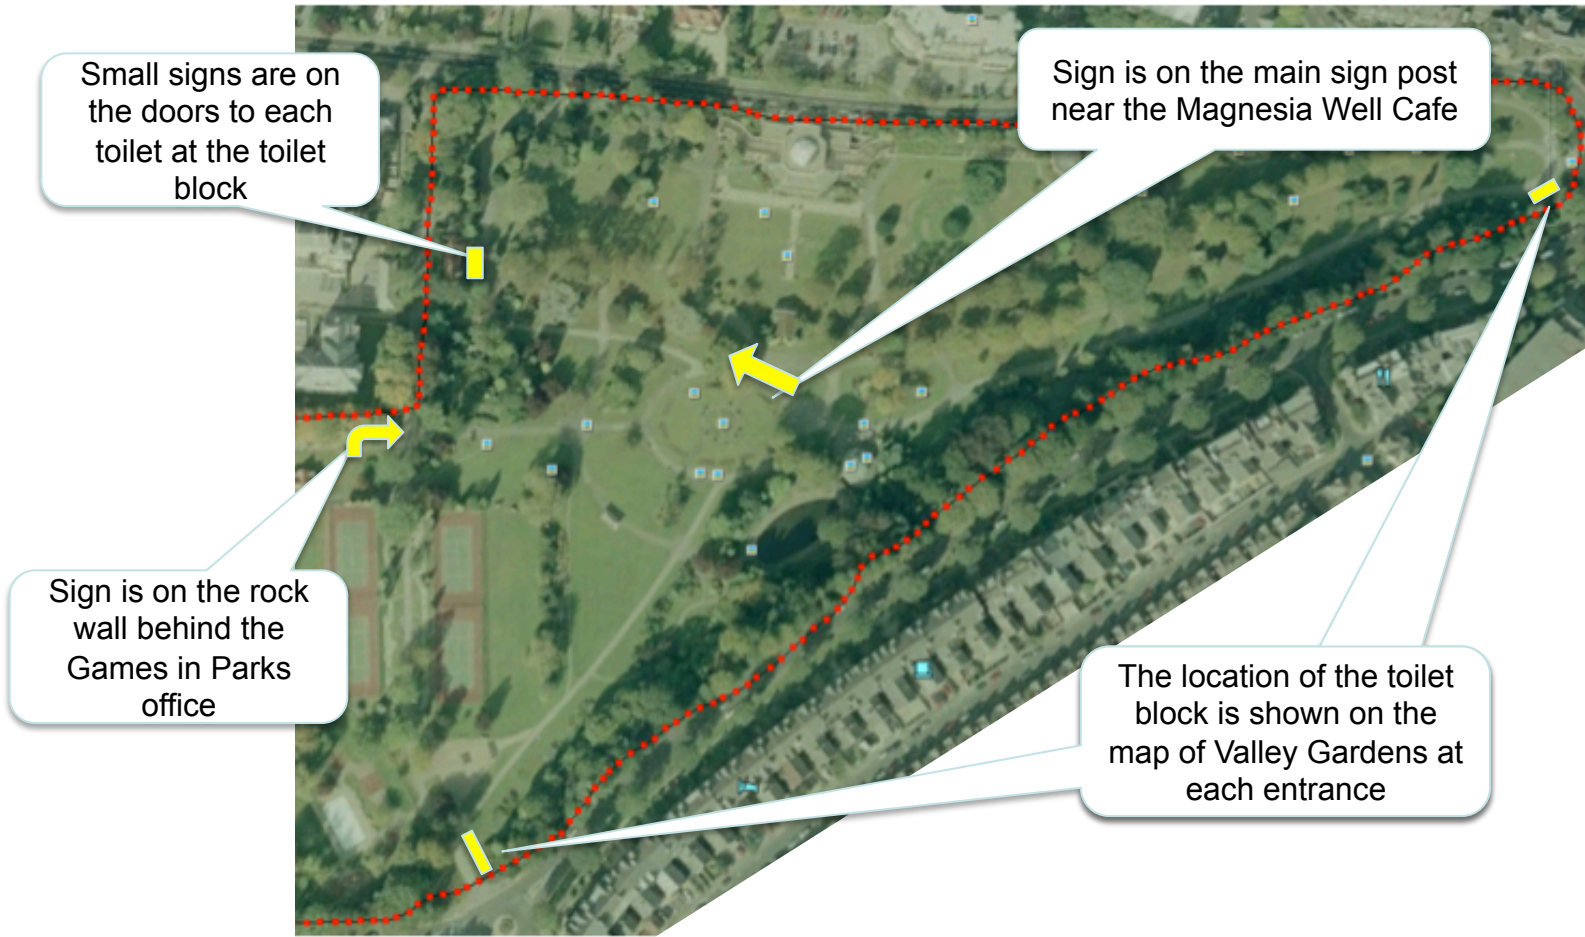 Small signs are on
the doors to each
toilet at the toilet
block
Sign is on the main sign post
near the Magnesia Well Cafe
Sign is on the rock
wall behind the
Games in Parks
office
The location of the toilet
block is shown on the
map of Valley Gardens at
each entrance